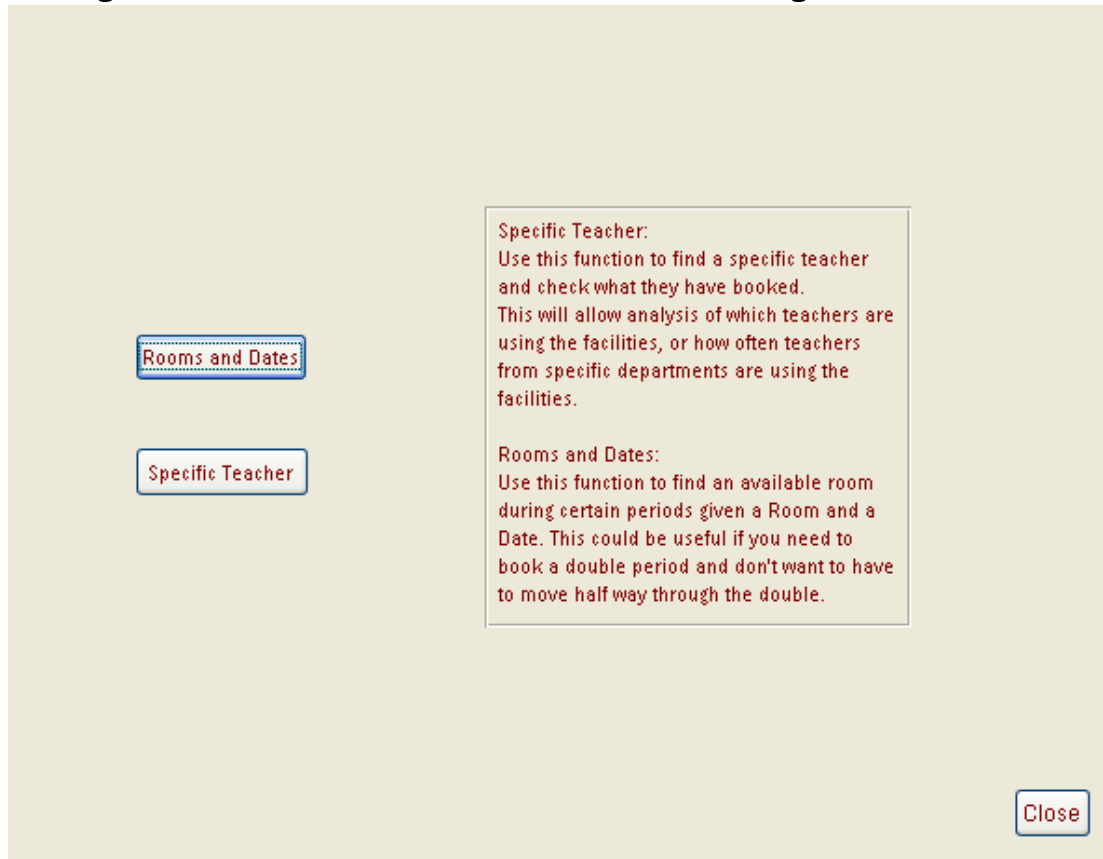 Rooms and Dates
Specific Teacher
Specific Teacher:
Use this function to find a specific teacher
and check what they have booked.
This will allow analysis of which teachers are
using the facilities, or how often teachers
from specific departments are using the
facilities.
Rooms and Dates:
Use this function to find an available room
during certain periods given a Room and a
Date. This could be useful if you need to
book a double period and don't want to have
to move half way through the double.
Close